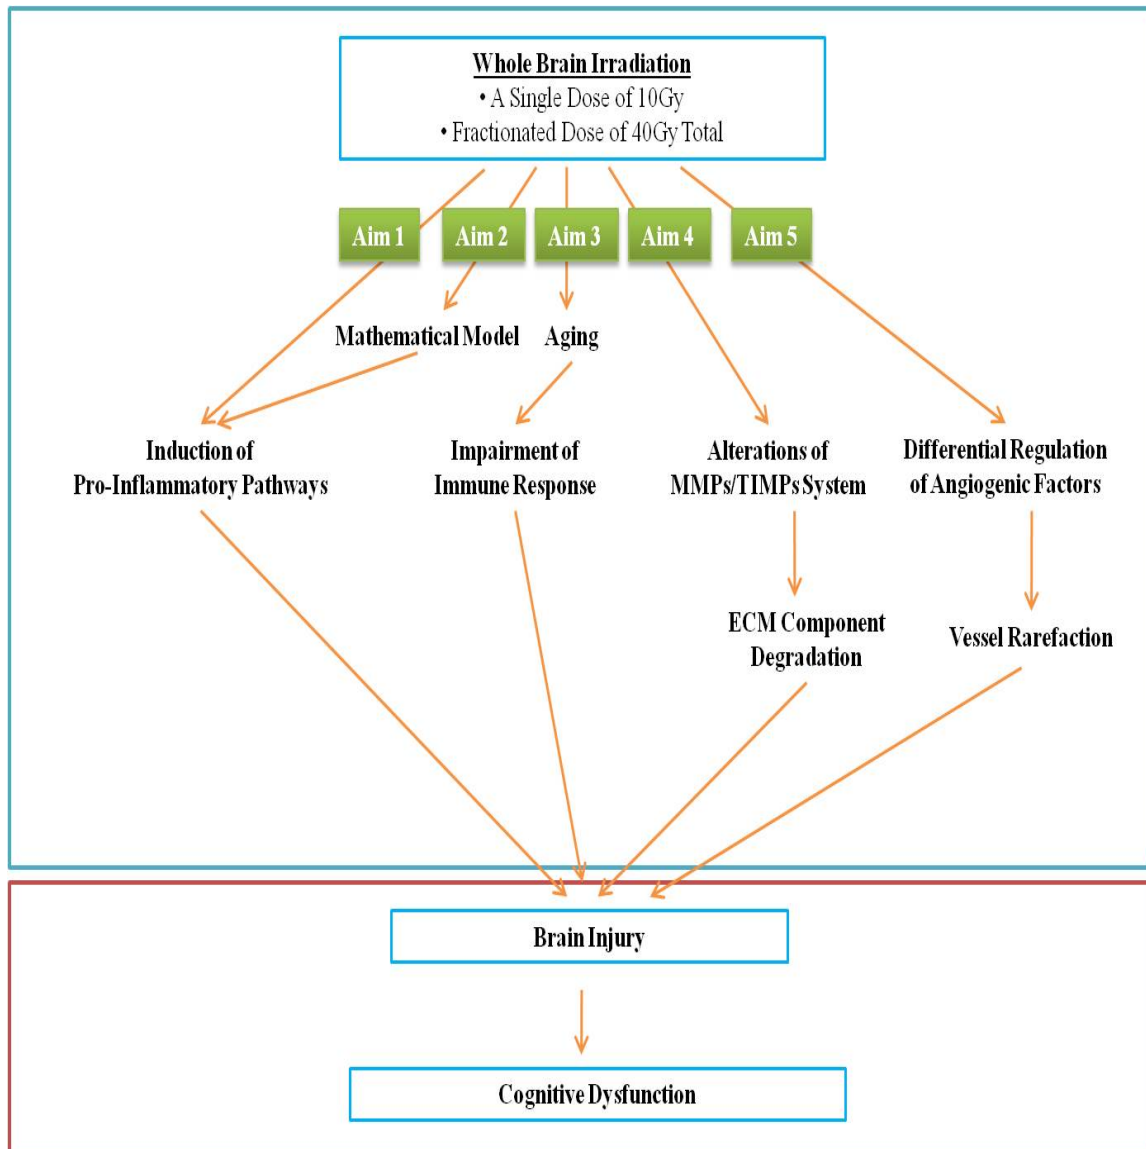 Whole Brain Irradiation
• A Single Dose of 10Gy
• Fractionated Dose of 40Gy Total
Aim 1
Aim 2
Aim 3
Aim 4
Aim 5
Mathematical Model
Aging
Induction of
Pro-Inflammatory Pathways
Impairment of
Immune Response
Alterations of
MMPs/TIMPs System
Differential Regulation
of Angiogenic Factors
ECM Component
Degradation
Vessel Rarefaction
Brain Injury
Cognitive Dysfunction